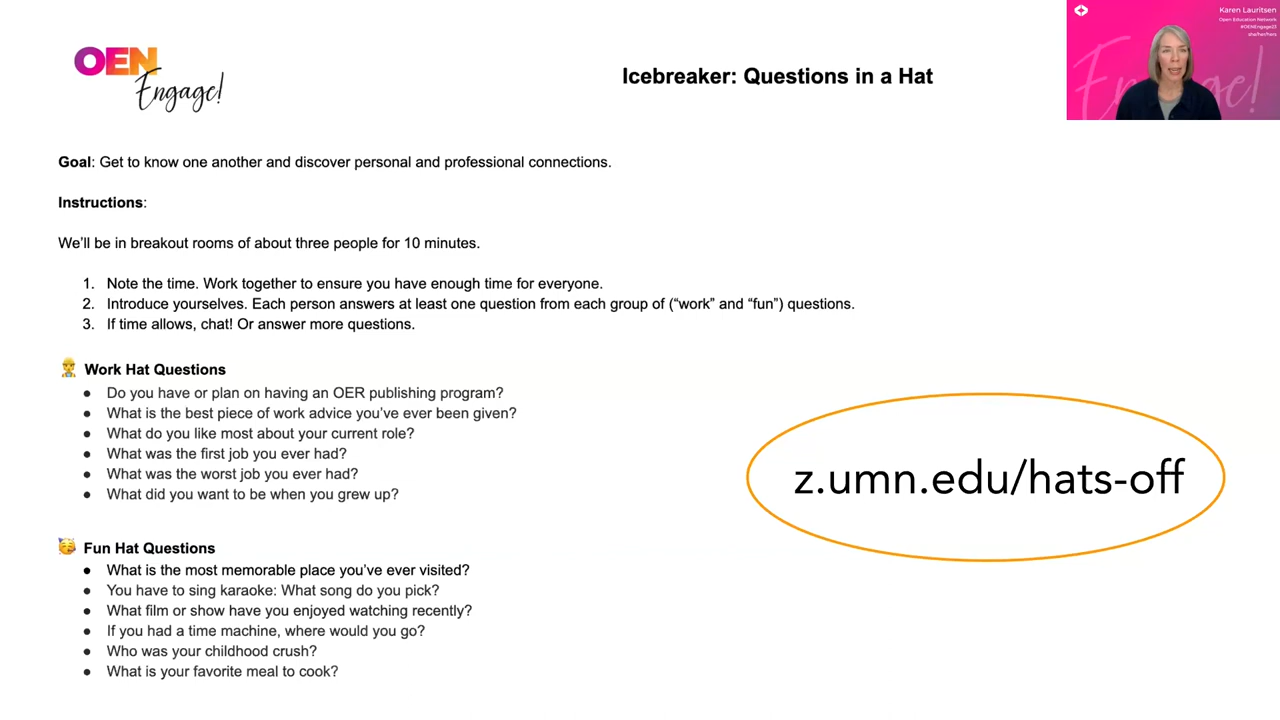 OEN
Engage!
Icebreaker: Questions in a Hat
Karen Lauritsen
Open Education Network
#OENEngage23
she/her/hers
Engage!
Goal: Get to know one another and discover personal and professional connections.
Instructions:
We’ll be in breakout rooms of about three people for 10 minutes.
1. Note the time. Work together to ensure you have enough time for everyone.
2. Introduce yourselves. Each person answers at least one question from each group of (“work” and “fun”) questions.
3. If time allows, chat! Or answer more questions.
Work Hat Questions
● Do you have or plan on having an OER publishing program?
● What is the best piece of work advice you’ve ever been given?
● What do you like most about your current role?
● What was the first job you ever had?
● What was the worst job you ever had?
● What did you want to be when you grew up?
z.umn.edu/hats-off
Fun Hat Questions
● What is the most memorable place you’ve ever visited?
● You have to sing karaoke: What song do you pick?
● What film or show have you enjoyed watching recently?
● If you had a time machine, where would you go?
● Who was your childhood crush?
● What is your favorite meal to cook?